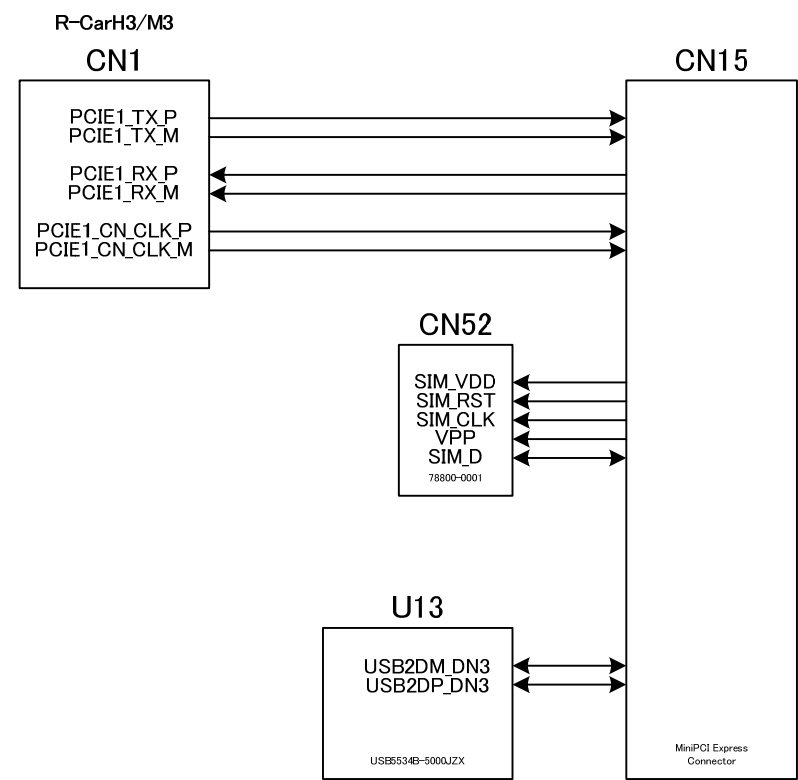 R-CarH3/M3
CN1
CN15
PCIE1_TX_P
PCIE1_TX_M
PCIE1_RX_P
PCIE1_RX_M
PCIE1_CN_CLK_P
PCIE1_CN_CLK_M
CN52
SIM_VDD
SIM_RST
SIM_CLK
VPP
SIM_D
78800-0001
U13
USB2DM_DN3
USB2DP_DN3
USB5534B-5000JZX
MiniPCI Express
Connector